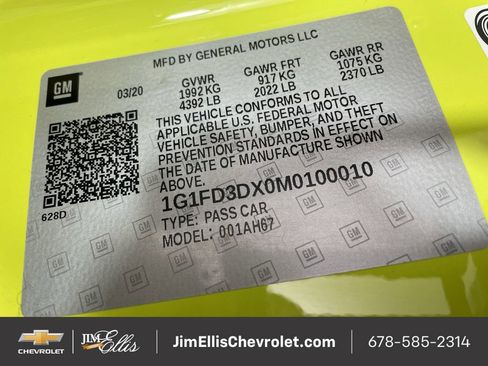 MFD BY GENERAL MOTORS LLC
GM
03/20
GVWR
1992 KG
4392 LB
GAWR FRT
917 KG
2022 LB
GAWR RR
1075 KG
2370 LB
THIS VEHICLE CONFORMS TO ALL
APPLICABLE U.S. FEDERAL MOTOR
VEHICLE SAFETY, BUMPER, AND THEFT
PREVENTION STANDARDS IN EFFECT ON
THE DATE OF MANUFACTURE SHOWN
ABOVE.
628D
1G1FD3DX0M0100010
TYPE: PASS CAR
MODEL: 001AH67
CHEVROLET
JIM Ellis
JimEllisChevrolet.com
678-585-2314